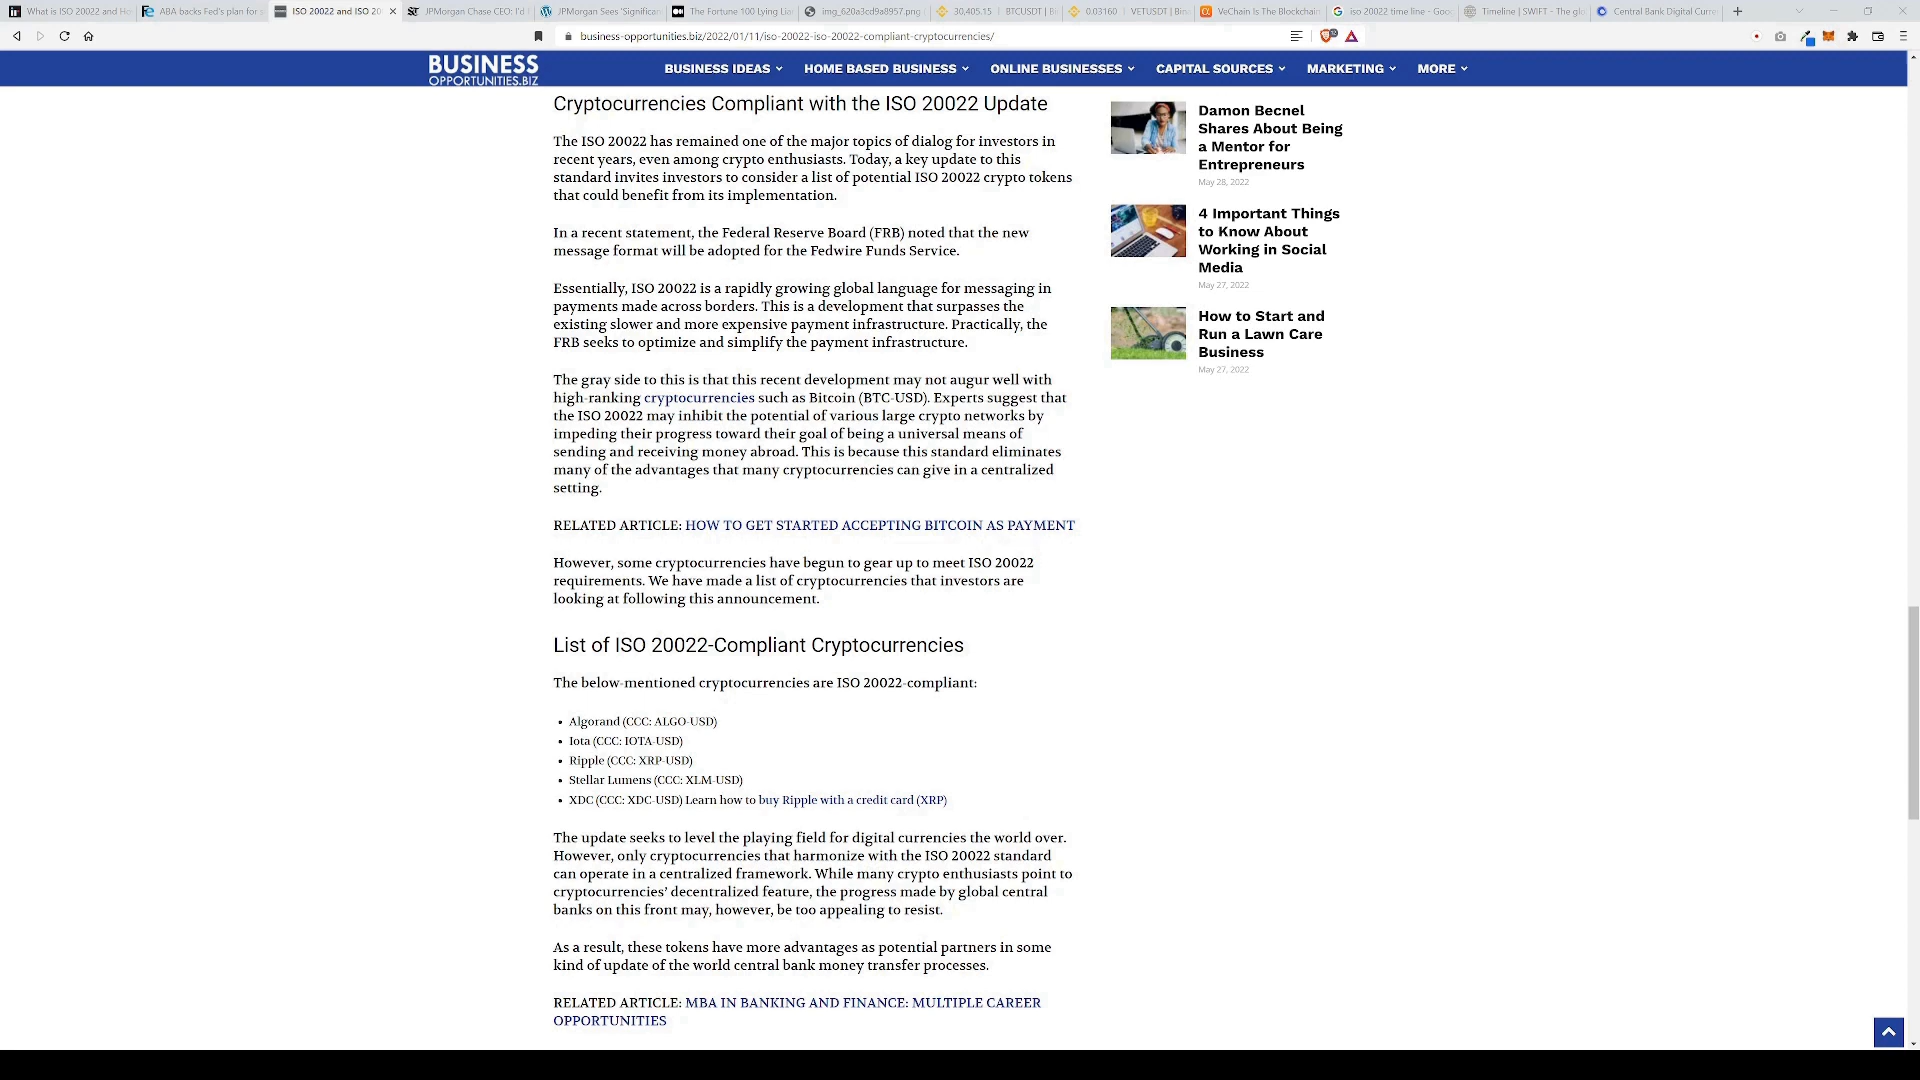 What is ISO 20022 and Ho
ABA backs Fed's plan for
ISO 20022 and ISO 20
JPMorgan Chase CEO: I'd
JPMorgan Sees 'Significan
The Fortune 100 Lying Lia
img_620a3cd9a8957.png
30,405.15 | BTCUSDT | Bi
0.03160 | VETUSDT | Bin
VeChain Is The Blockchain
iso 20022 time line - Goo
Timeline | SWIFT - The glo
Central Bank Digital Curre
business-opportunities.biz/2022/01/11/iso-20022-iso-20022-compliant-cryptocurrencies/
BUSINESS
OPPORTUNITIES.BIZ
BUSINESS IDEAS
HOME BASED BUSINESS
ONLINE BUSINESSES
CAPITAL SOURCES
MARKETING
MORE
Cryptocurrencies Compliant with the ISO 20022 Update
The ISO 20022 has remained one of the major topics of dialog for investors in
recent years, even among crypto enthusiasts. Today, a key update to this
standard invites investors to consider a list of potential ISO 20022 crypto tokens
that could benefit from its implementation.
In a recent statement, the Federal Reserve Board (FRB) noted that the new
message format will be adopted for the Fedwire Funds Service.
Essentially, ISO 20022 is a rapidly growing global language for messaging in
payments made across borders. This is a development that surpasses the
existing slower and more expensive payment infrastructure. Practically, the
FRB seeks to optimize and simplify the payment infrastructure.
The gray side to this is that this recent development may not augur well with
high-ranking cryptocurrencies such as Bitcoin (BTC-USD). Experts suggest that
the ISO 20022 may inhibit the potential of various large crypto networks by
impeding their progress toward their goal of being a universal means of
sending and receiving money abroad. This is because this standard eliminates
many of the advantages that many cryptocurrencies can give in a centralized
setting.
RELATED ARTICLE: HOW TO GET STARTED ACCEPTING BITCOIN AS PAYMENT
However, some cryptocurrencies have begun to gear up to meet ISO 20022
requirements. We have made a list of cryptocurrencies that investors are
looking at following this announcement.
List of ISO 20022-Compliant Cryptocurrencies
The below-mentioned cryptocurrencies are ISO 20022-compliant:
• Algorand (CCC: ALGO-USD)
• Iota (CCC: IOTA-USD)
• Ripple (CCC: XRP-USD)
• Stellar Lumens (CCC: XLM-USD)
• XDC (CCC: XDC-USD) Learn how to buy Ripple with a credit card (XRP)
The update seeks to level the playing field for digital currencies the world over.
However, only cryptocurrencies that harmonize with the ISO 20022 standard
can operate in a centralized framework. While many crypto enthusiasts point to
cryptocurrencies' decentralized feature, the progress made by global central
banks on this front may, however, be too appealing to resist.
As a result, these tokens have more advantages as potential partners in some
kind of update of the world central bank money transfer processes.
RELATED ARTICLE: MBA IN BANKING AND FINANCE: MULTIPLE CAREER
OPPORTUNITIES
Damon Becnel
Shares About Being
a Mentor for
Entrepreneurs
May 28, 2022
4 Important Things
to Know About
Working in Social
Media
May 27, 2022
How to Start and
Run a Lawn Care
Business
May 27, 2022